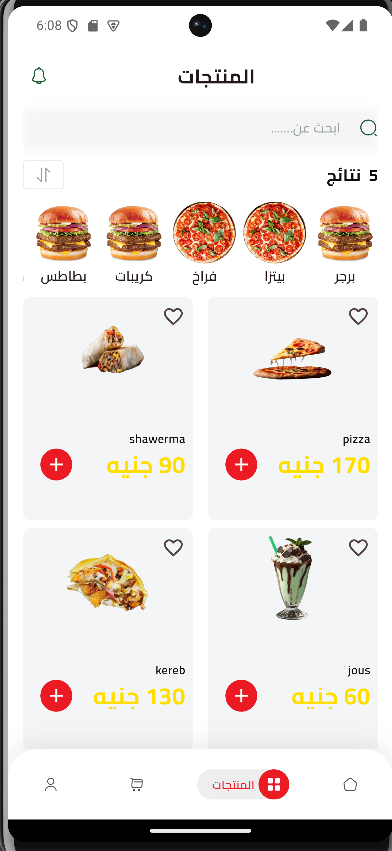 6:08
المنتجات
ابحث عن.......
5 نتائج
برجر
بيتزا
فراخ
كريبات
بطاطس
pizza
170 جنيه
shawerma
90 جنيه
jous
60 جنيه
kereb
130 جنيه
المنتجات